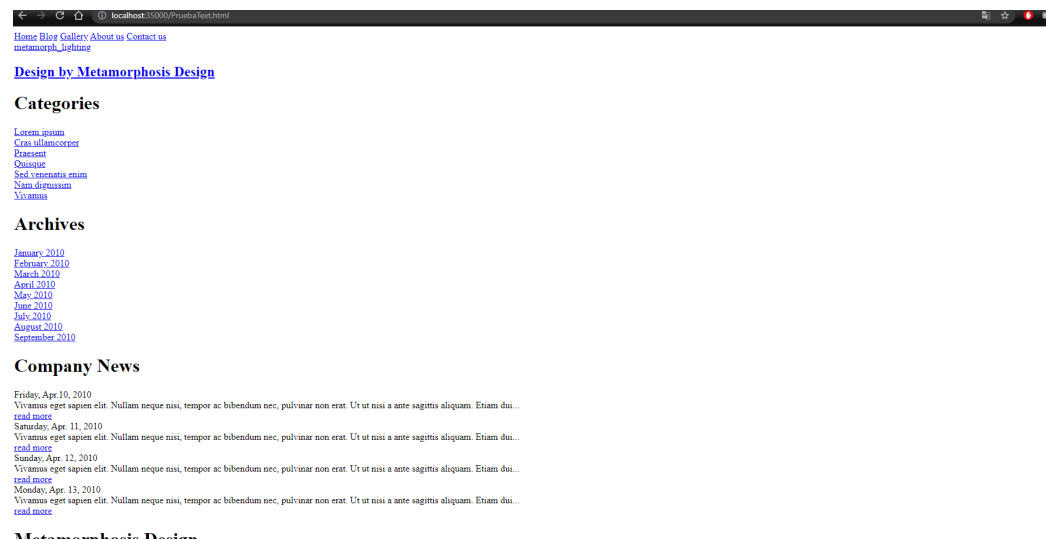 localhost:35000/PruebaText.html
Home Blog Gallery About us Contact us
metamorph_lighting
Design by Metamorphosis Design
Categories
Lorem ipsum
Cras ullamcorper
Praesent
Quisque
Sed venenatis enim
Nam dignissim
Vivamus
Archives
January 2010
February 2010
March 2010
April 2010
May 2010
June 2010
July 2010
August 2010
September 2010
Company News
Friday, Apr.10, 2010
Vivamus eget sapien elit. Nullam neque nisi, tempor ac bibendum nec, pulvinar non erat. Ut ut nisi a ante sagittis aliquam. Etiam dui...
read more
Saturday, Apr. 11, 2010
Vivamus eget sapien elit. Nullam neque nisi, tempor ac bibendum nec, pulvinar non erat. Ut ut nisi a ante sagittis aliquam. Etiam dui...
read more
Sunday, Apr. 12, 2010
Vivamus eget sapien elit. Nullam neque nisi, tempor ac bibendum nec, pulvinar non erat. Ut ut nisi a ante sagittis aliquam. Etiam dui...
read more
Monday, Apr. 13, 2010
Vivamus eget sapien elit. Nullam neque nisi, tempor ac bibendum nec, pulvinar non erat. Ut ut nisi a ante sagittis aliquam. Etiam dui...
read more
Metamorphosis Design